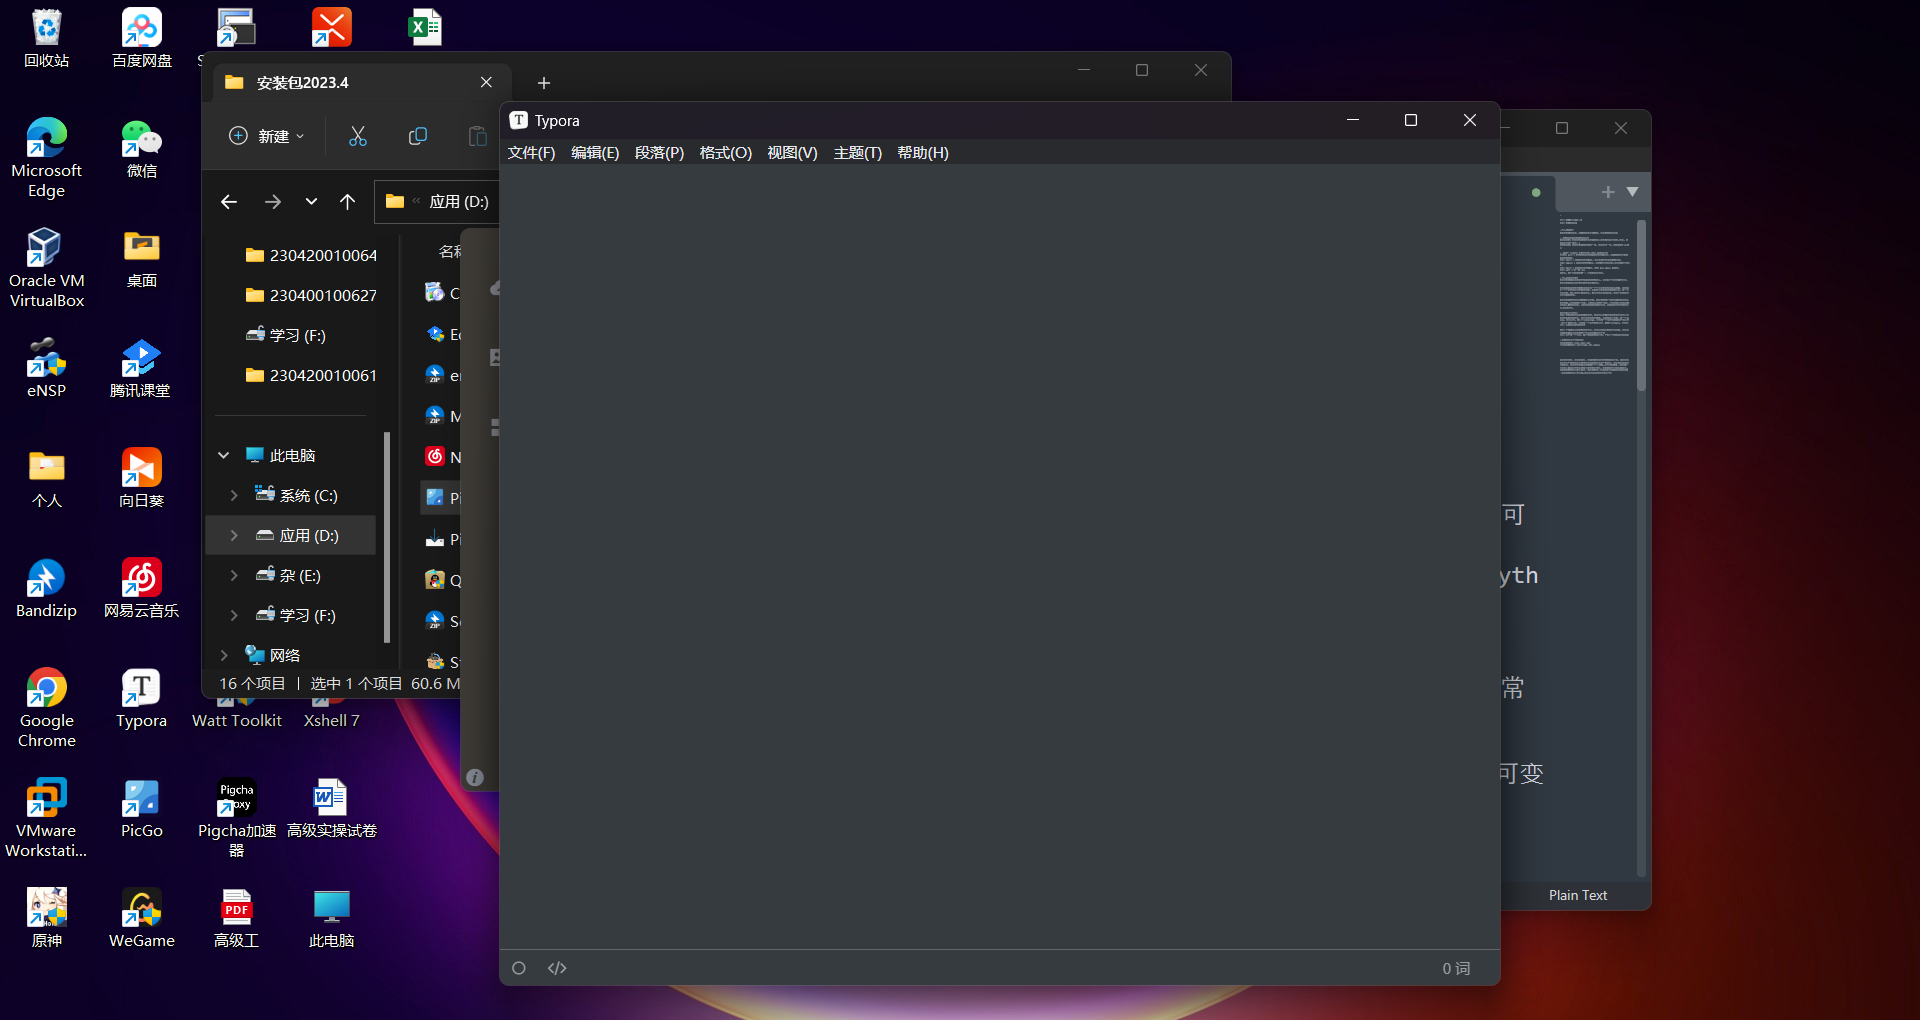 回收站
百度网盘
Microsoft
Edge
微信
Oracle VM
VirtualBox
桌面
eNSP
腾讯课堂
个人
向日葵
Bandizip
网易云音乐
Google
Chrome
Typora
Watt Toolkit
Xshell 7
VMware
Workstati...
PicGo
Pigcha
Proxy
Pigcha加速
器
高级实操试卷
原神
WeGame
PDF
高级工
此电脑
安装包2023.4
新建
应用 (D:)
名称
230420010064
230400100627
学习 (F:)
230420010061
此电脑
系统 (C:)
应用 (D:)
杂 (E:)
学习 (F:)
网络
16 个项目
选中 1 个项目 60.6 M
Typora
文件(F) 编辑(E) 段落(P) 格式(O) 视图(V) 主题(T) 帮助(H)
0 词
可
yth
常
可变
Plain Text